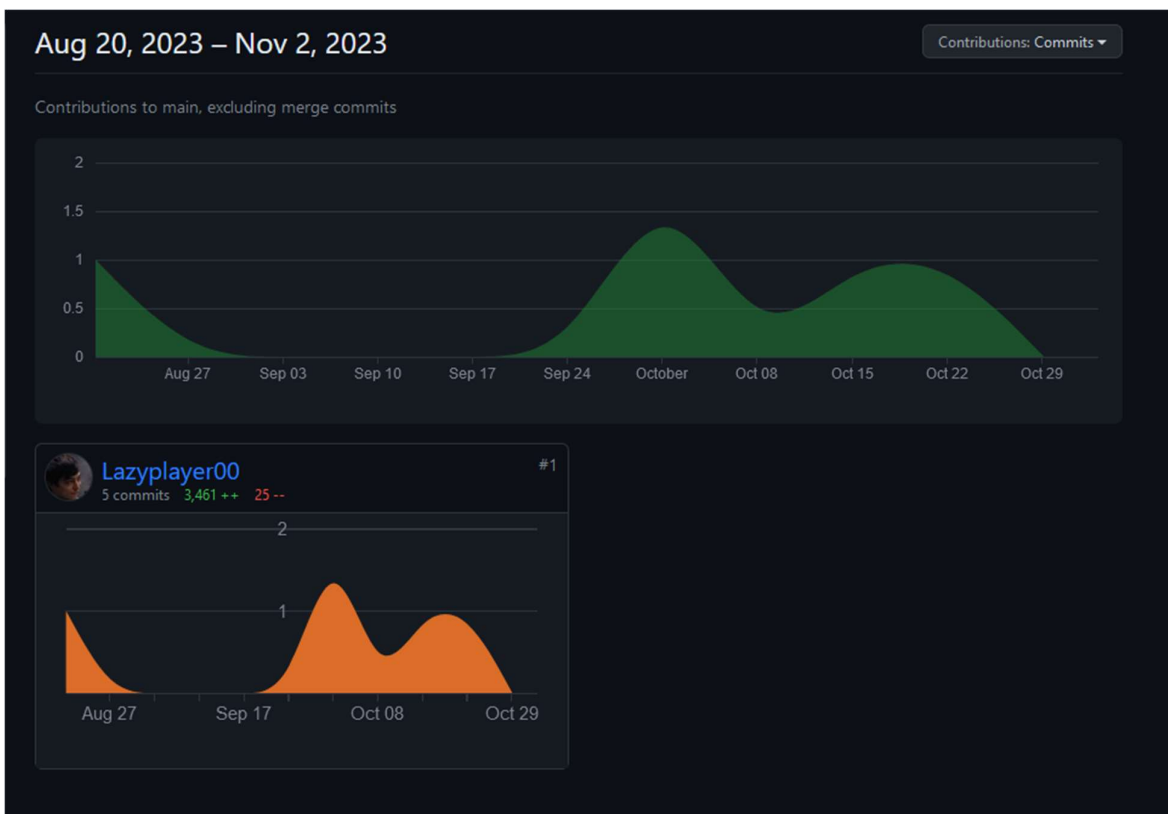 Aug 20, 2023 – Nov 2, 2023
Contributions: Commits
Contributions to main, excluding merge commits
2
1.5
1
0.5
0
Aug 27 Sep 03 Sep 10 Sep 17 Sep 24 October Oct 08 Oct 15 Oct 22 Oct 29
Lazyplayer00
#1
5 commits 3,461 ++ 25 --
2
1
Aug 27 Sep 17 Oct 08 Oct 29